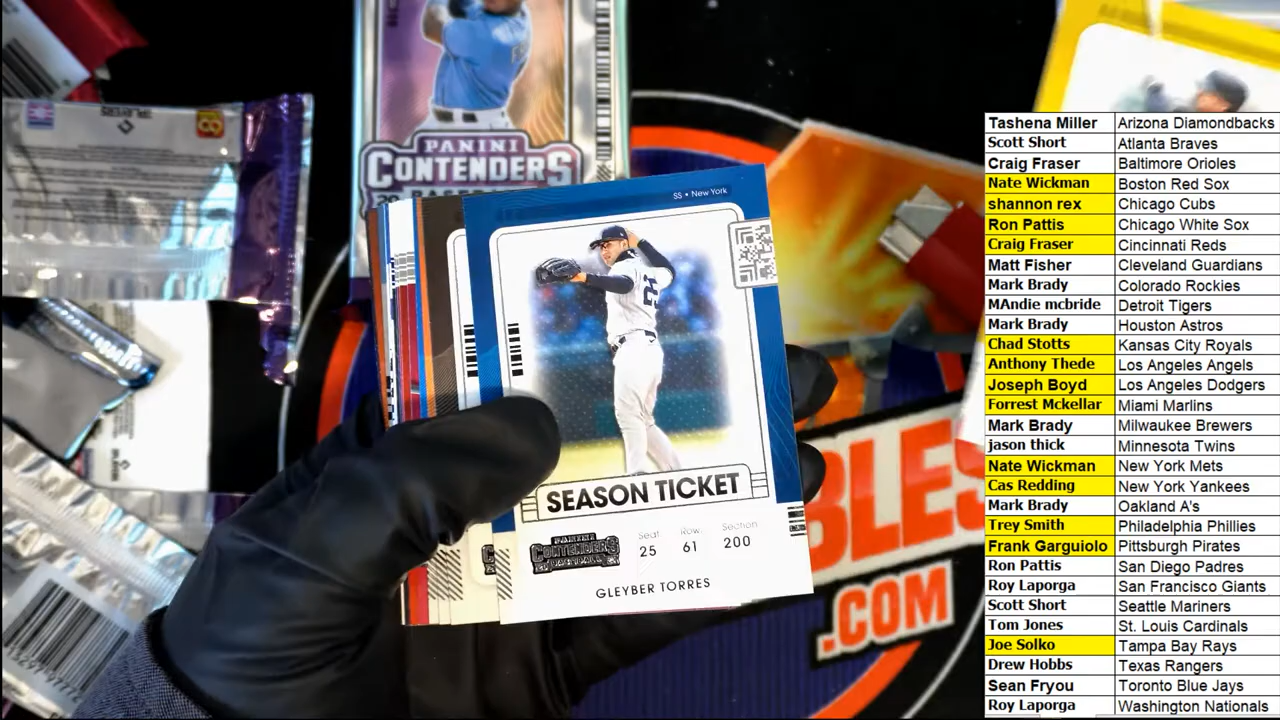 PANINI
CONTENDERS
SS • New York
25
SEASON TICKET
PANINI
CONTENDERS
BASEBALL
Seat Row Section
25 61 200
GLEYBER TORRES
BLES
.COM
Tashena Miller Arizona Diamondbacks
Scott Short Atlanta Braves
Craig Fraser Baltimore Orioles
Nate Wickman Boston Red Sox
shannon rex Chicago Cubs
Ron Pattis Chicago White Sox
Craig Fraser Cincinnati Reds
Matt Fisher Cleveland Guardians
Mark Brady Colorado Rockies
MAndie mcbride Detroit Tigers
Mark Brady Houston Astros
Chad Stotts Kansas City Royals
Anthony Thede Los Angeles Angels
Joseph Boyd Los Angeles Dodgers
Forrest Mckellar Miami Marlins
Mark Brady Milwaukee Brewers
jason thick Minnesota Twins
Nate Wickman New York Mets
Cas Redding New York Yankees
Mark Brady Oakland A's
Trey Smith Philadelphia Phillies
Frank Garguiolo Pittsburgh Pirates
Ron Pattis San Diego Padres
Roy Laporga San Francisco Giants
Scott Short Seattle Mariners
Tom Jones St. Louis Cardinals
Joe Solko Tampa Bay Rays
Drew Hobbs Texas Rangers
Sean Fryou Toronto Blue Jays
Roy Laporga Washington Nationals